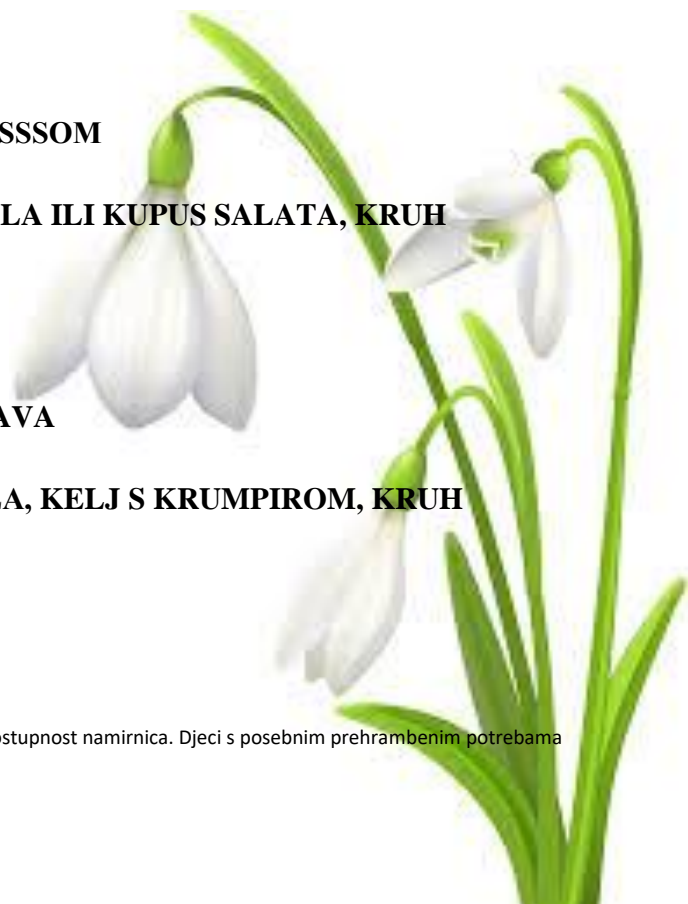 SSSOM
LA ILI KUPUS SALATA, KRUH
AVA
A, KELJ S KRUMPIROM, KRUH
ostupnost namirnica. Djeci s posebnim prehrambenim potrebama